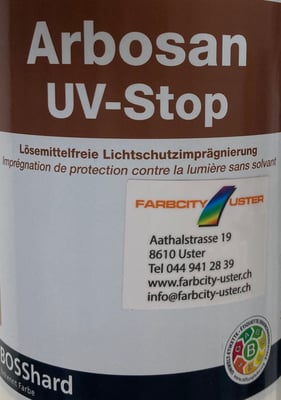 Arbosan
UV-Stop
Lösemittelfreie Lichtschutzimprägnierung
Imprégnation de protection contre la lumière sans solvant
FARBCITY USTER
Aathalstrasse 19
8610 Uster
Tel 044 941 28 39
www.farbcity-uster.ch
info@farbcity-uster.ch
BOSShard